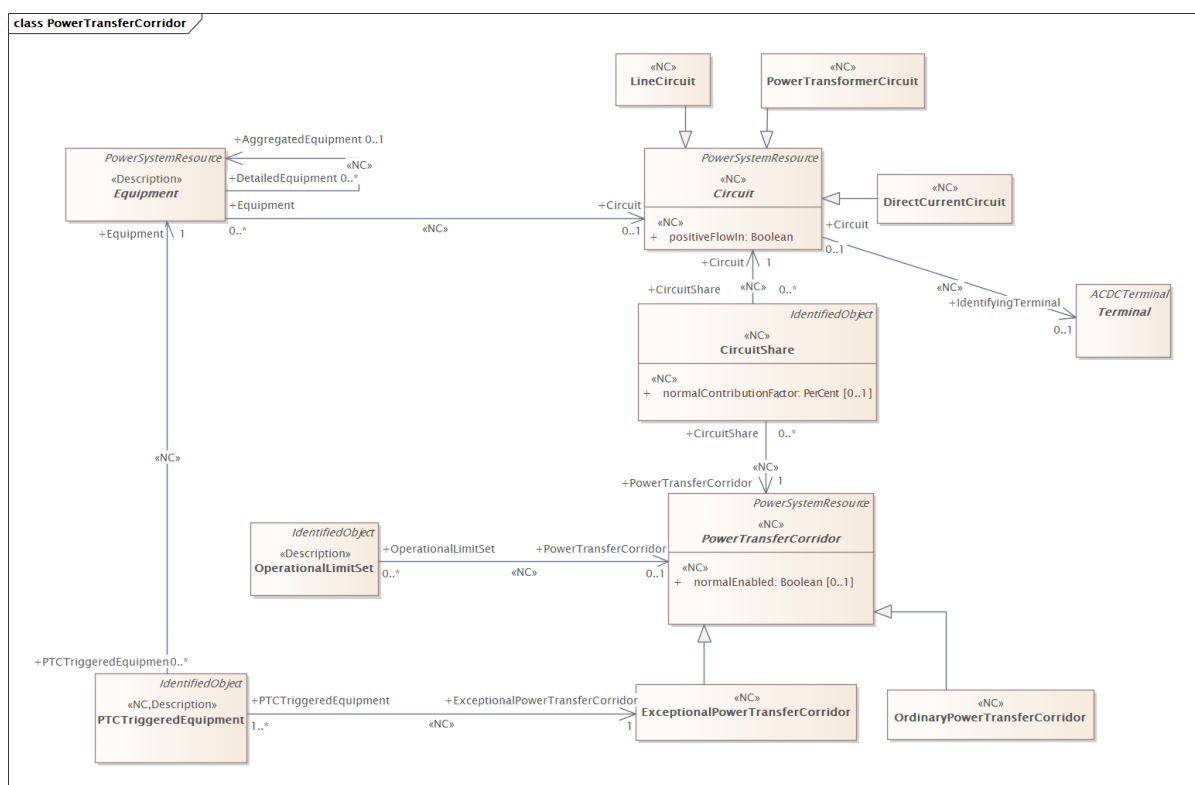 class PowerTransferCorridor
«NC»
LineCircuit
«NC»
PowerTransformerCircuit
+AggregatedEquipment 0..1
«NC»
+DetailedEquipment 0..*
PowerSystemResource
«Description»
Equipment
+Equipment
0..*
«NC»
+Circuit
0..1
PowerSystemResource
«NC»
Circuit
«NC»
+ positiveFlowIn: Boolean
«NC»
DirectCurrentCircuit
+Circuit
0..1
«NC»
+IdentifyingTerminal
0..1
ACDCTerminal
Terminal
+Equipment 1
+Circuit 1
+CircuitShare «NC» 0..*
IdentifiedObject
«NC»
CircuitShare
«NC»
+ normalContributionFactor: PerCent [0..1]
+CircuitShare 0..*
«NC»
+PowerTransferCorridor 1
«NC»
PowerSystemResource
«NC»
PowerTransferCorridor
«NC»
+ normalEnabled: Boolean [0..1]
IdentifiedObject
«Description»
OperationalLimitSet
+OperationalLimitSet
0..*
«NC»
+PowerTransferCorridor
0..1
+PTCTriggeredEquipmen 0..*
IdentifiedObject
«NC,Description»
PTCTriggeredEquipment
+PTCTriggeredEquipment
1..*
«NC»
+ExceptionalPowerTransferCorridor
1
«NC»
ExceptionalPowerTransferCorridor
«NC»
OrdinaryPowerTransferCorridor